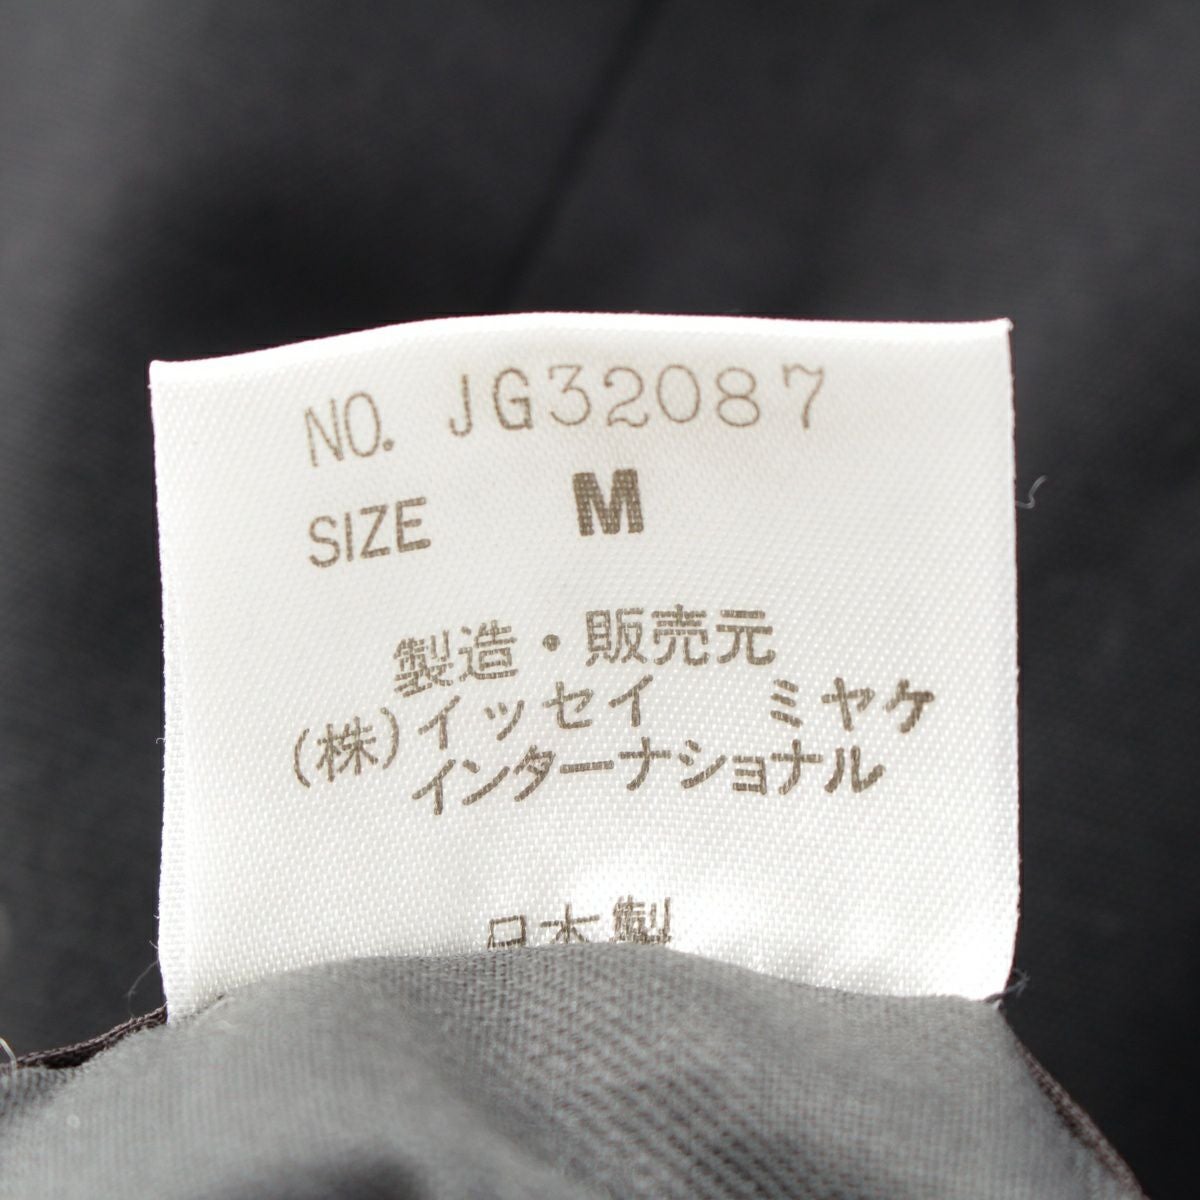 NO. JG32087
SIZE M
製造・販売元
(株)イッセイ ミヤケ
インターナショナル
日本製